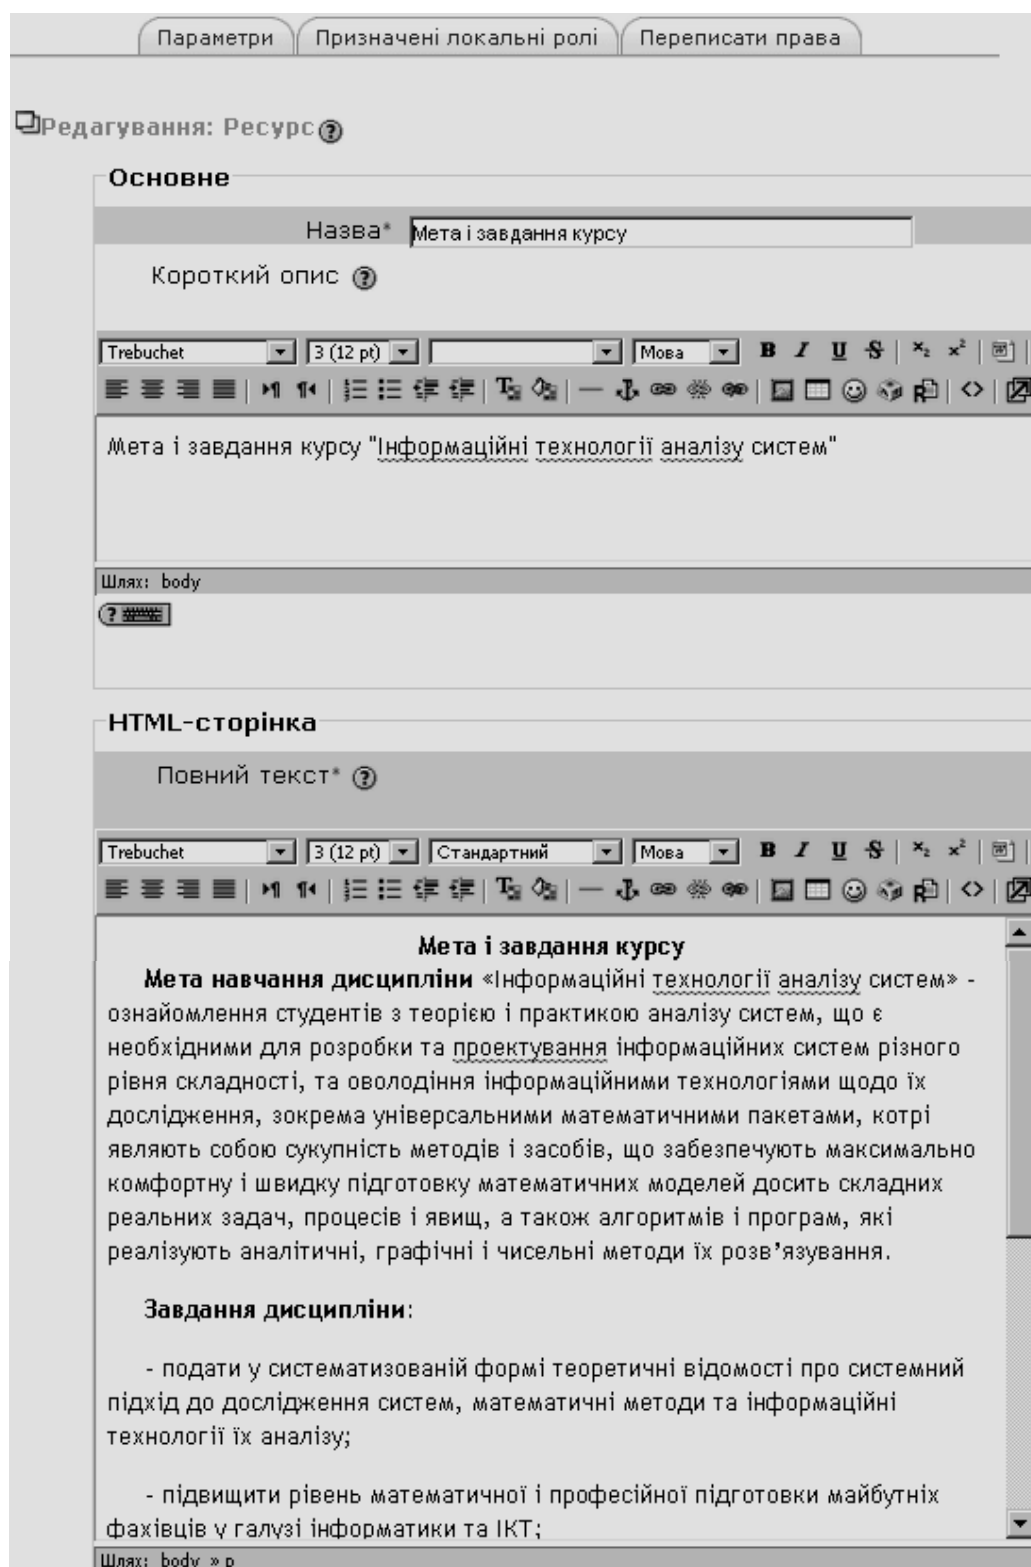 Параметри Призначені локальні ролі Переписати права
Редагування: Ресурс
Основне
Назва* Мета і завдання курсу
Короткий опис
Trebuchet 3 (12 pt) Мова B I U S x₂ x²
Мета і завдання курсу "Інформаційні технології аналізу систем"
Шлях: body
HTML-сторінка
Повний текст*
Trebuchet 3 (12 pt) Стандартний Мова B I U S x₂ x²
Мета і завдання курсу
Мета навчання дисципліни «Інформаційні технології аналізу систем» -
ознайомлення студентів з теорією і практикою аналізу систем, що є
необхідними для розробки та проектування інформаційних систем різного
рівня складності, та оволодіння інформаційними технологіями щодо їх
дослідження, зокрема універсальними математичними пакетами, котрі
являють собою сукупність методів і засобів, що забезпечують максимально
комфортну і швидку підготовку математичних моделей досить складних
реальних задач, процесів і явищ, а також алгоритмів і програм, які
реалізують аналітичні, графічні і чисельні методи їх розв'язування.
Завдання дисципліни:
- подати у систематизованій формі теоретичні відомості про системний
підхід до дослідження систем, математичні методи та інформаційні
технології їх аналізу;
- підвищити рівень математичної і професійної підготовки майбутніх
фахівців у галузі інформатики та ІКТ;
Шлях: body » p